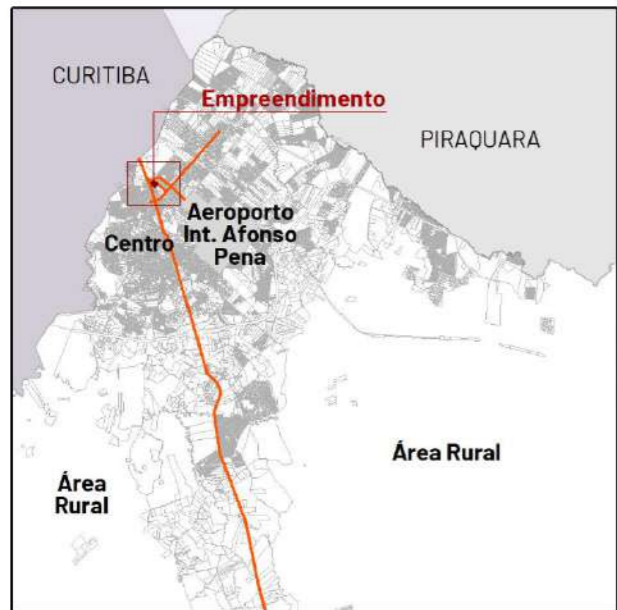 CURITIBA
Empreendimento
PIRAQUARA
Aeroporto
Int. Afonso
Pena
Centro
Área Rural
Área
Rural